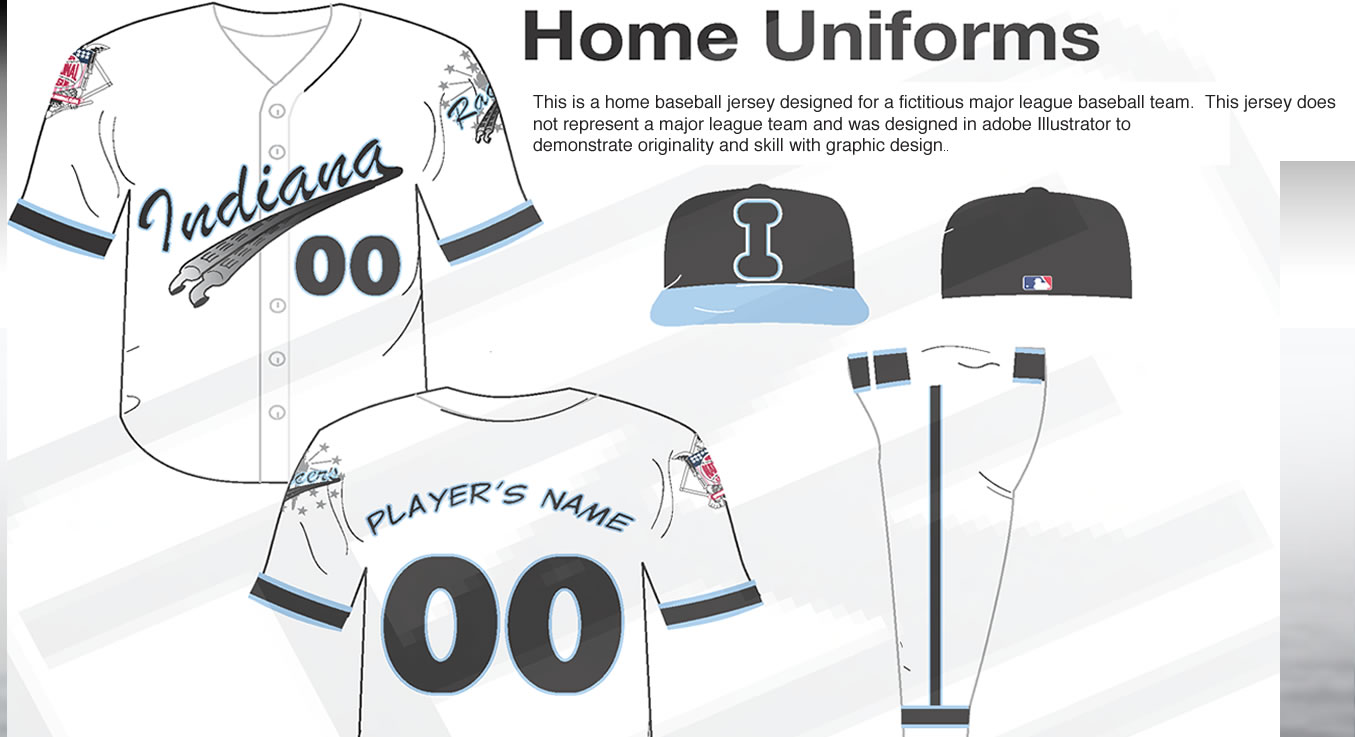 Home Uniforms
This is a home baseball jersey designed for a fictitious major league baseball team.  This jersey does
not represent a major league team and was designed in adobe Illustrator to
demonstrate originality and skill with graphic design..
Indiana
00
I
PLAYER'S NAME
00